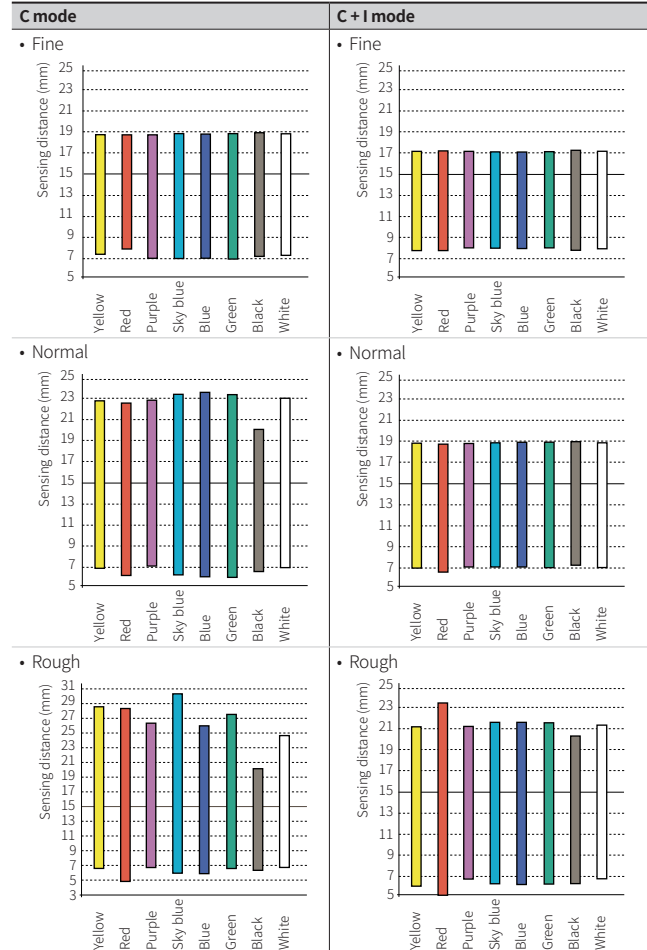 C mode
C + I mode
• Fine
Sensing distance (mm)
25
23
21
19
17
15
13
11
9
7
5
Yellow
Red
Purple
Sky blue
Blue
Green
Black
White
• Fine
Sensing distance (mm)
25
23
21
19
17
15
13
11
9
7
5
Yellow
Red
Purple
Sky blue
Blue
Green
Black
White
• Normal
Sensing distance (mm)
25
23
21
19
17
15
13
11
9
7
5
Yellow
Red
Purple
Sky blue
Blue
Green
Black
White
• Normal
Sensing distance (mm)
25
23
21
19
17
15
13
11
9
7
5
Yellow
Red
Purple
Sky blue
Blue
Green
Black
White
• Rough
Sensing distance (mm)
31
29
27
25
23
21
19
17
15
13
11
9
7
5
3
Yellow
Red
Purple
Sky blue
Blue
Green
Black
White
• Rough
Sensing distance (mm)
25
23
21
19
17
15
13
11
9
7
5
Yellow
Red
Purple
Sky blue
Blue
Green
Black
White